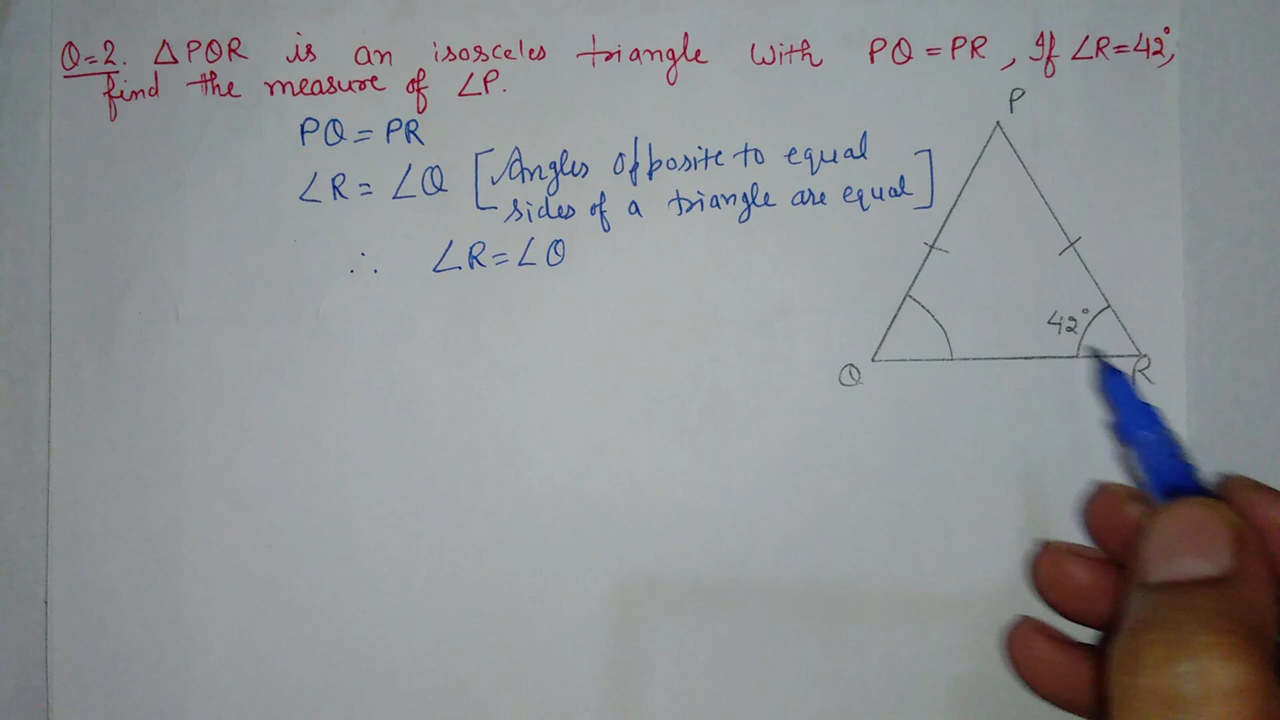 Q=2. △PQR is an isosceles triangle with PQ=PR, If ∠R=42°,
find the measure of ∠P.
PQ=PR
∠R=∠Q [Angles opposite to equal
sides of a triangle are equal]
∴ ∠R=∠Q
P
42°
Q
R